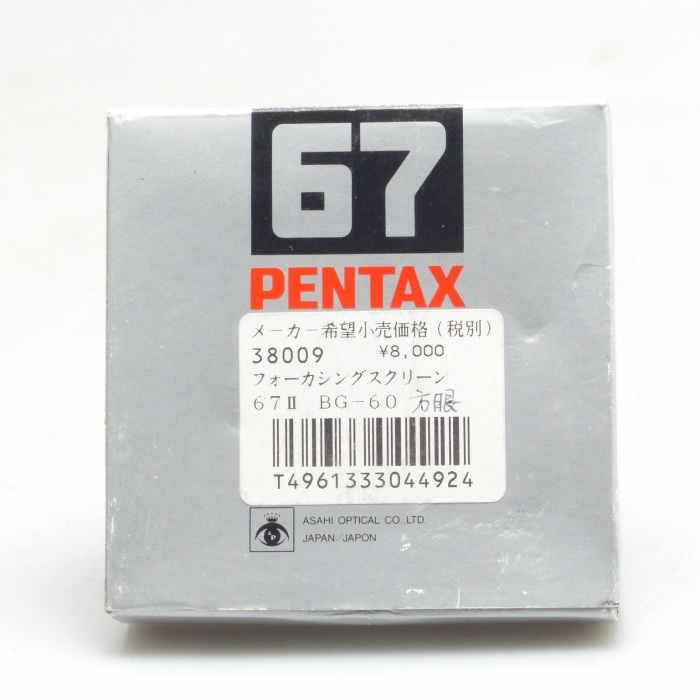 67
PENTAX
メーカー希望小売価格(税別)
38009 ¥8,000
フォーカシングスクリーン
67Ⅱ BG-60 方眼
T4961333044924
ASAHI OPTICAL CO.,LTD.
JAPAN/JAPON